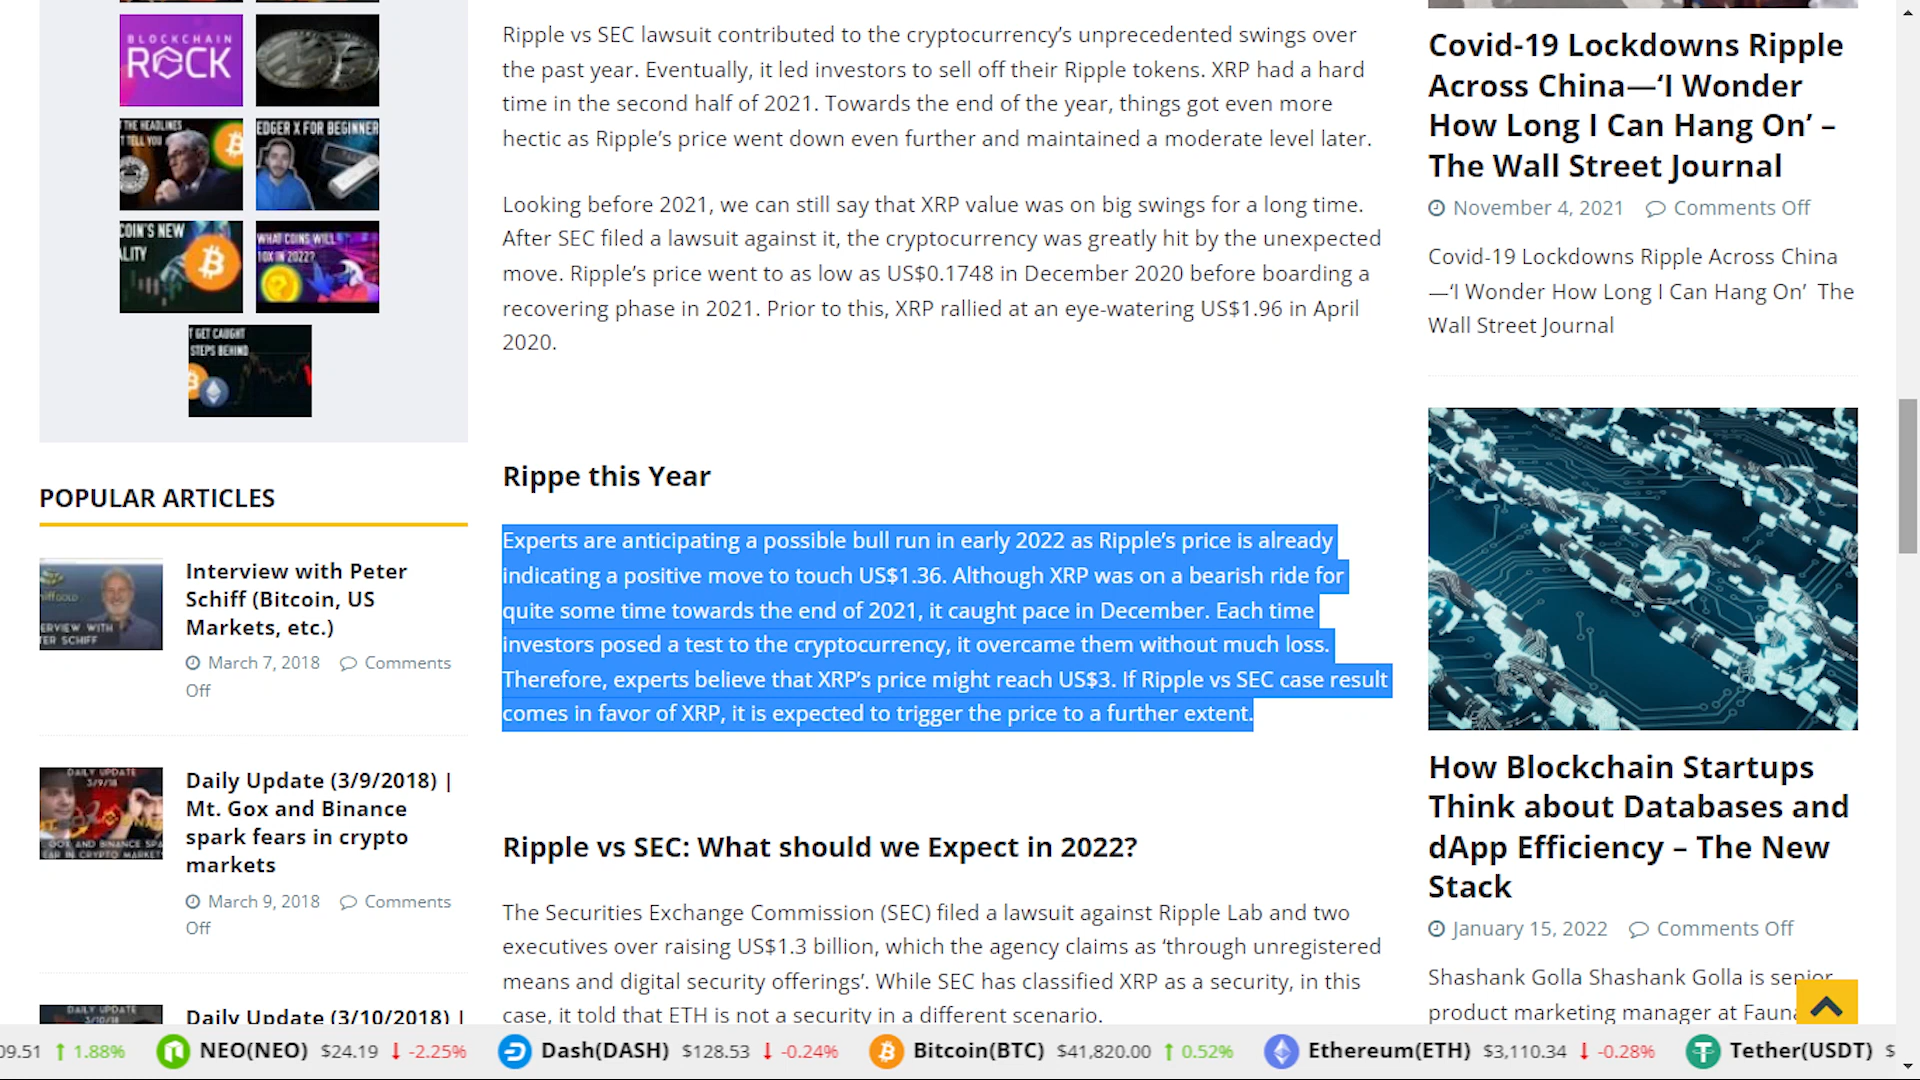 BLOCKCHAIN
ROCK
THE HEADLINES
T TELL YOU
EDGER X FOR BEGINNER
COIN'S NEW
ALITY
WHAT COINS WILL
10X IN 2022?
T GET CAUGHT
STEPS BEHIND
POPULAR ARTICLES
ERVIEW WITH
TER SCHIFF
Interview with Peter
Schiff (Bitcoin, US
Markets, etc.)
March 7, 2018 Comments
Off
DAILY UPDATE
3/9/18
Daily Update (3/9/2018) |
Mt. Gox and Binance
spark fears in crypto
markets
March 9, 2018 Comments
Off
DAILY UPDATE
3/10/18
Daily Update (3/10/2018) |
Ripple vs SEC lawsuit contributed to the cryptocurrency’s unprecedented swings over
the past year. Eventually, it led investors to sell off their Ripple tokens. XRP had a hard
time in the second half of 2021. Towards the end of the year, things got even more
hectic as Ripple’s price went down even further and maintained a moderate level later.
Looking before 2021, we can still say that XRP value was on big swings for a long time.
After SEC filed a lawsuit against it, the cryptocurrency was greatly hit by the unexpected
move. Ripple’s price went to as low as US$0.1748 in December 2020 before boarding a
recovering phase in 2021. Prior to this, XRP rallied at an eye-watering US$1.96 in April
2020.
Rippe this Year
Experts are anticipating a possible bull run in early 2022 as Ripple’s price is already
indicating a positive move to touch US$1.36. Although XRP was on a bearish ride for
quite some time towards the end of 2021, it caught pace in December. Each time
investors posed a test to the cryptocurrency, it overcame them without much loss.
Therefore, experts believe that XRP’s price might reach US$3. If Ripple vs SEC case result
comes in favor of XRP, it is expected to trigger the price to a further extent.
Ripple vs SEC: What should we Expect in 2022?
The Securities Exchange Commission (SEC) filed a lawsuit against Ripple Lab and two
executives over raising US$1.3 billion, which the agency claims as ‘through unregistered
means and digital security offerings’. While SEC has classified XRP as a security, in this
case, it told that ETH is not a security in a different scenario.
Covid-19 Lockdowns Ripple
Across China—‘I Wonder
How Long I Can Hang On’ –
The Wall Street Journal
November 4, 2021 Comments Off
Covid-19 Lockdowns Ripple Across China
—‘I Wonder How Long I Can Hang On’ The
Wall Street Journal
How Blockchain Startups
Think about Databases and
dApp Efficiency – The New
Stack
January 15, 2022 Comments Off
Shashank Golla Shashank Golla is senior
product marketing manager at Fauna
09.51 1.88% NEO(NEO) $24.19 -2.25% Dash(DASH) $128.53 -0.24% Bitcoin(BTC) $41,820.00 0.52% Ethereum(ETH) $3,110.34 -0.28% Tether(USDT) $